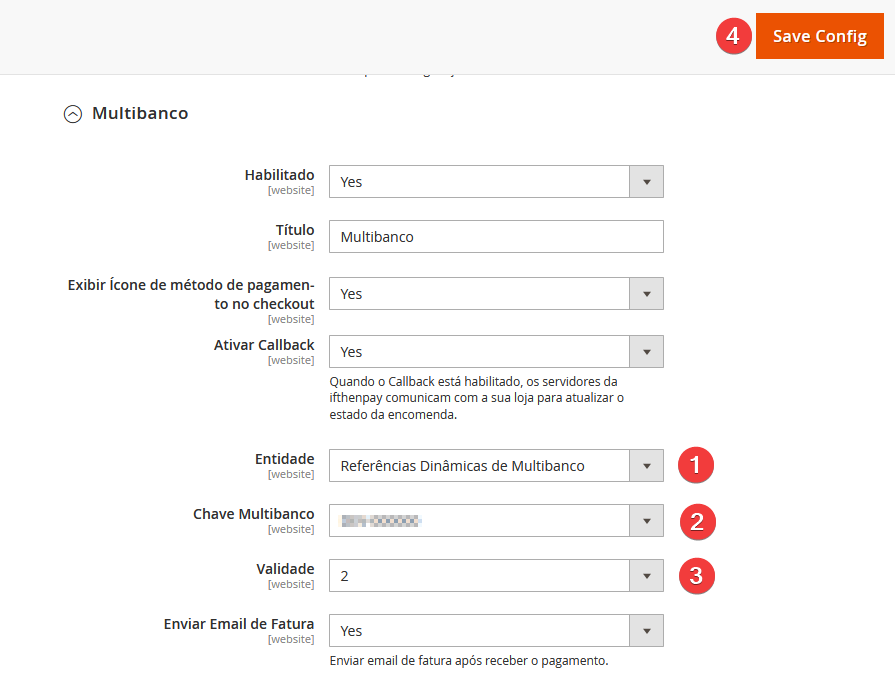 4
Save Config
Multibanco
Habilitado
[website]
Yes
Título
[website]
Multibanco
Exibir Ícone de método de pagamen-
to no checkout
[website]
Yes
Ativar Callback
[website]
Yes
Quando o Callback está habilitado, os servidores da
ifthenpay comunicam com a sua loja para atualizar o
estado da encomenda.
Entidade
[website]
Referências Dinâmicas de Multibanco
1
Chave Multibanco
[website]
2
Validade
[website]
2
3
Enviar Email de Fatura
[website]
Yes
Enviar email de fatura após receber o pagamento.